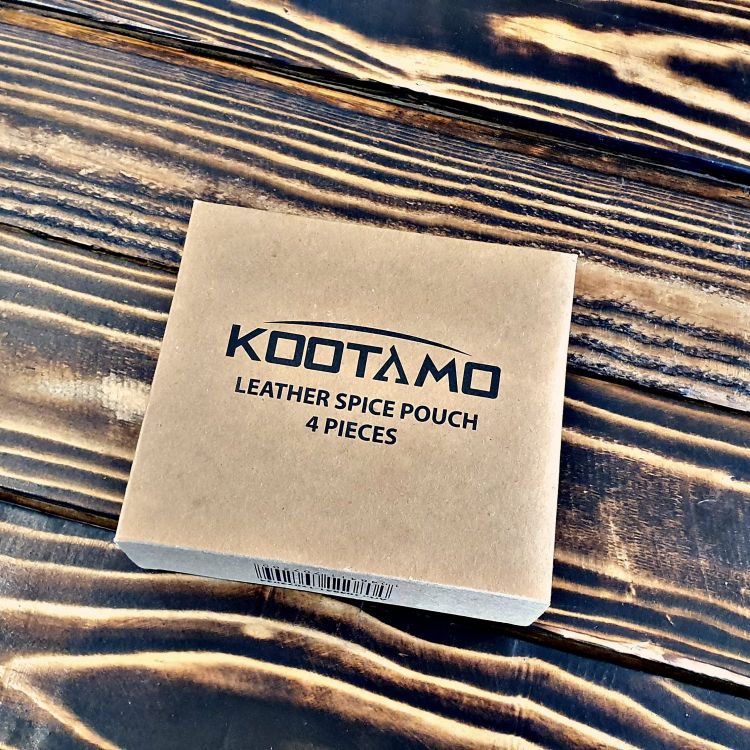 KOOTAMO
LEATHER SPICE POUCH
4 PIECES